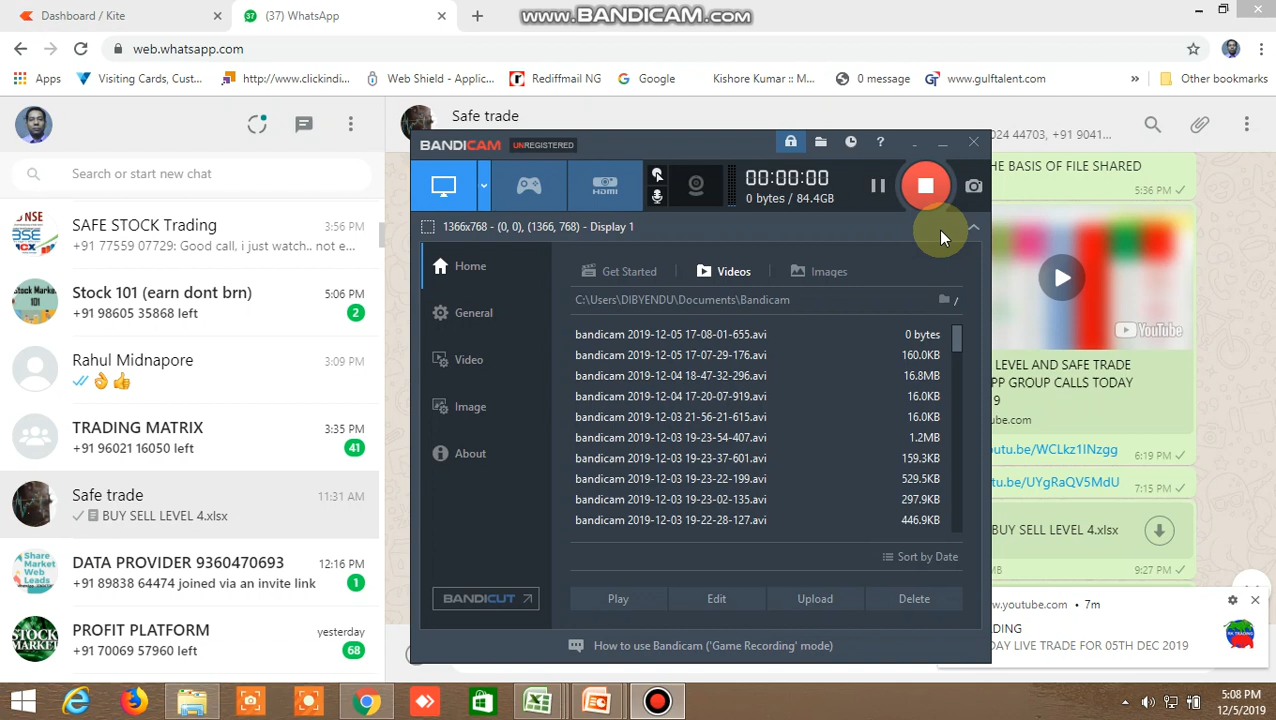 Dashboard / Kite
37
(37) WhatsApp
www.BANDICAM.com
web.whatsapp.com
Apps
Visiting Cards, Cust...
http://www.clickindi...
Web Shield - Applic...
Rediffmail NG
Google
Kishore Kumar :: M...
0 message
www.gulftalent.com
»
Other bookmarks
Safe trade
024 44703, +91 9041...
Search or start new chat
SAFE STOCK Trading
3:56 PM
+91 77559 07729: Good call, i just watch.. not e...
Stock 101 (earn dont brn)
5:06 PM
+91 98605 35868 left
2
Rahul Midnapore
3:09 PM
TRADING MATRIX
3:35 PM
+91 96021 16050 left
41
Safe trade
11:31 AM
BUY SELL LEVEL 4.xlsx
DATA PROVIDER 9360470693
12:16 PM
+91 89838 64474 joined via an invite link
1
PROFIT PLATFORM
yesterday
+91 70069 57960 left
68
BANDICAM
UNREGISTERED
HDMI
00:00:00
0 bytes / 84.4GB
1366x768 - (0, 0), (1366, 768) - Display 1
Home
General
Video
Image
About
BANDICUT
Get Started
Videos
Images
C:\Users\DIBYENDU\Documents\Bandicam
/
bandicam 2019-12-05 17-08-01-655.avi 0 bytes
bandicam 2019-12-05 17-07-29-176.avi 160.0KB
bandicam 2019-12-04 18-47-32-296.avi 16.8MB
bandicam 2019-12-04 17-20-07-919.avi 16.0KB
bandicam 2019-12-03 21-56-21-615.avi 16.0KB
bandicam 2019-12-03 19-23-54-407.avi 1.2MB
bandicam 2019-12-03 19-23-37-601.avi 159.3KB
bandicam 2019-12-03 19-23-22-199.avi 529.5KB
bandicam 2019-12-03 19-23-02-135.avi 297.9KB
bandicam 2019-12-03 19-22-28-127.avi 446.9KB
Sort by Date
Play
Edit
Upload
Delete
How to use Bandicam ('Game Recording' mode)
THE BASIS OF FILE SHARED
5:36 PM
YouTube
LEVEL AND SAFE TRADE
PP GROUP CALLS TODAY
9
be.com
outu.be/WCLkz1INzgg
6:19 PM
tu.be/UYgRaQV5MdU
7:15 PM
BUY SELL LEVEL 4.xlsx
MB
9:27 PM
w.youtube.com • 7m
DING
DAY LIVE TRADE FOR 05TH DEC 2019
5:08 PM
12/5/2019